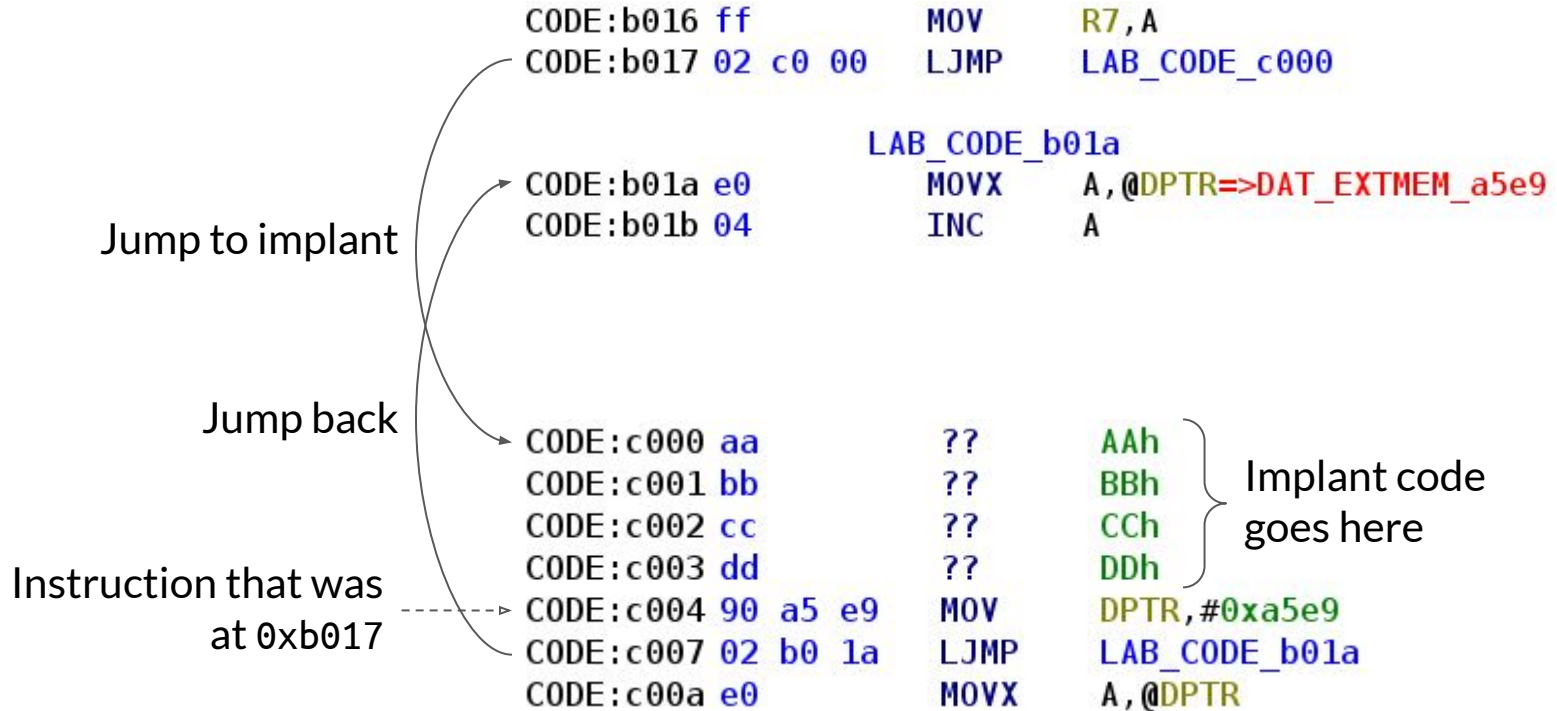 CODE:b016 ff MOV R7,A
CODE:b017 02 c0 00 LJMP LAB_CODE_c000
LAB_CODE_b01a
CODE:b01a e0 MOVX A,@DPTR=>DAT_EXTMEM_a5e9
CODE:b01b 04 INC A
Jump to implant
Jump back
CODE:c000 aa ?? AAh
CODE:c001 bb ?? BBh
CODE:c002 cc ?? CCh
CODE:c003 dd ?? DDh
Implant code
goes here
Instruction that was
at 0xb017
CODE:c004 90 a5 e9 MOV DPTR,#0xa5e9
CODE:c007 02 b0 1a LJMP LAB_CODE_b01a
CODE:c00a e0 MOVX A,@DPTR